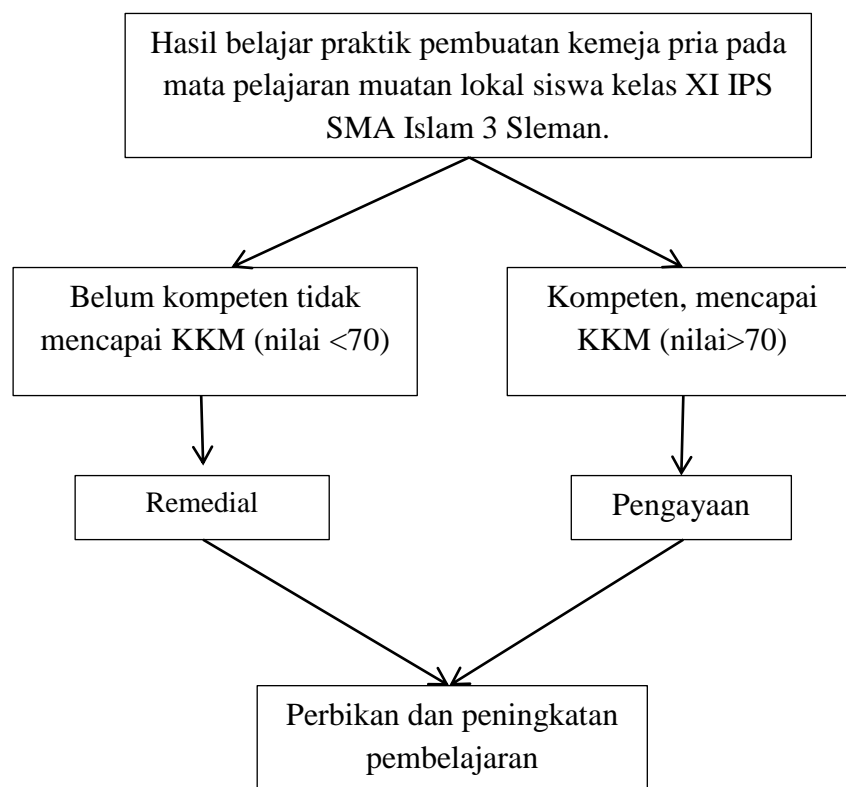 Hasil belajar praktik pembuatan kemeja pria pada
mata pelajaran muatan lokal siswa kelas XI IPS
SMA Islam 3 Sleman.
Belum kompeten tidak
mencapai KKM (nilai <70)
Kompeten, mencapai
KKM (nilai>70)
Remedial
Pengayaan
Perbikan dan peningkatan
pembelajaran